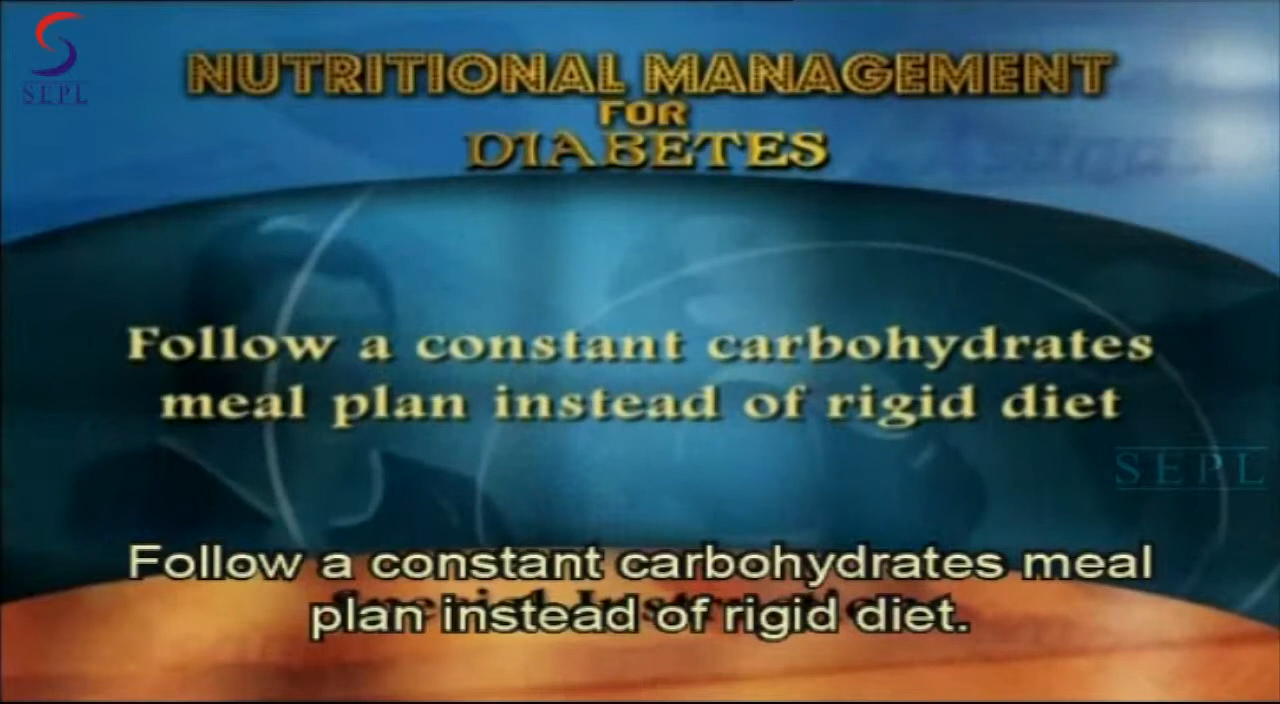 SEPL
NUTRITIONAL MANAGEMENT
FOR
DIABETES
Follow a constant carbohydrates
meal plan instead of rigid diet
SEPL
Follow a constant carbohydrates meal
plan instead of rigid diet.